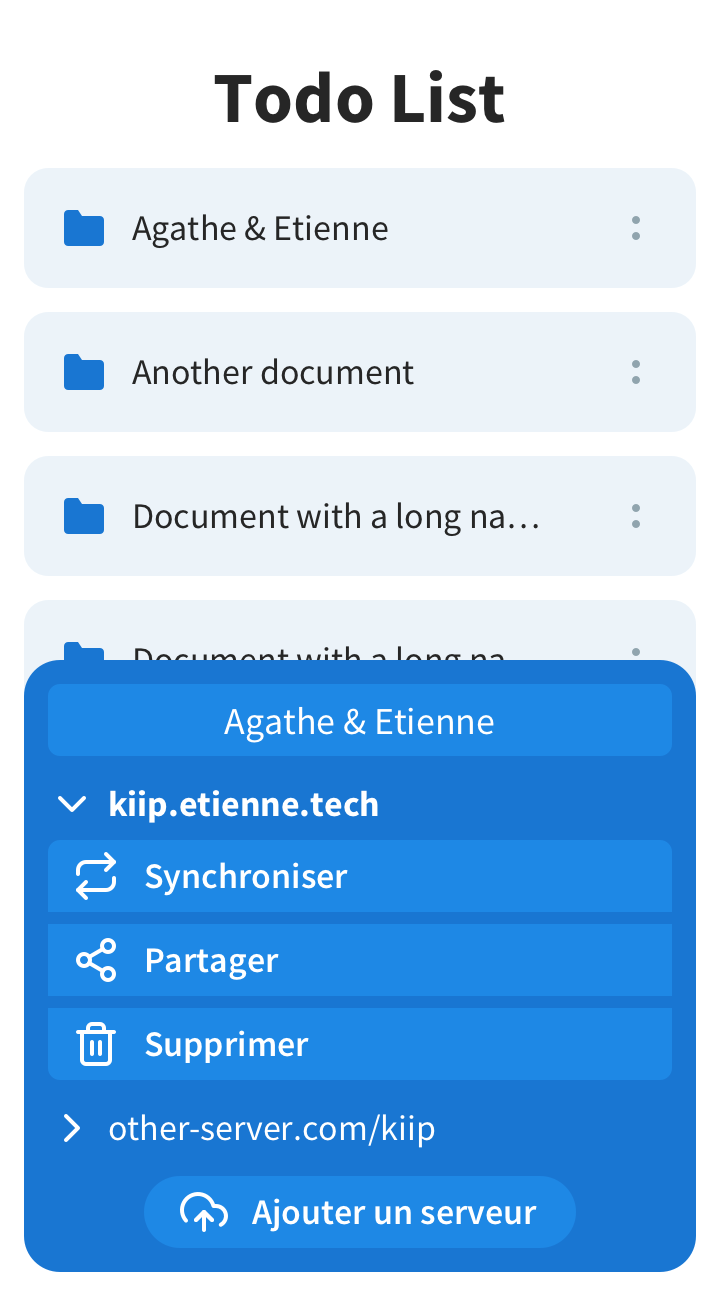 Todo List
Agathe & Etienne
Another document
Document with a long na…
Document with a long na…
Agathe & Etienne
kiip.etienne.tech
Synchroniser
Partager
Supprimer
other-server.com/kiip
Ajouter un serveur